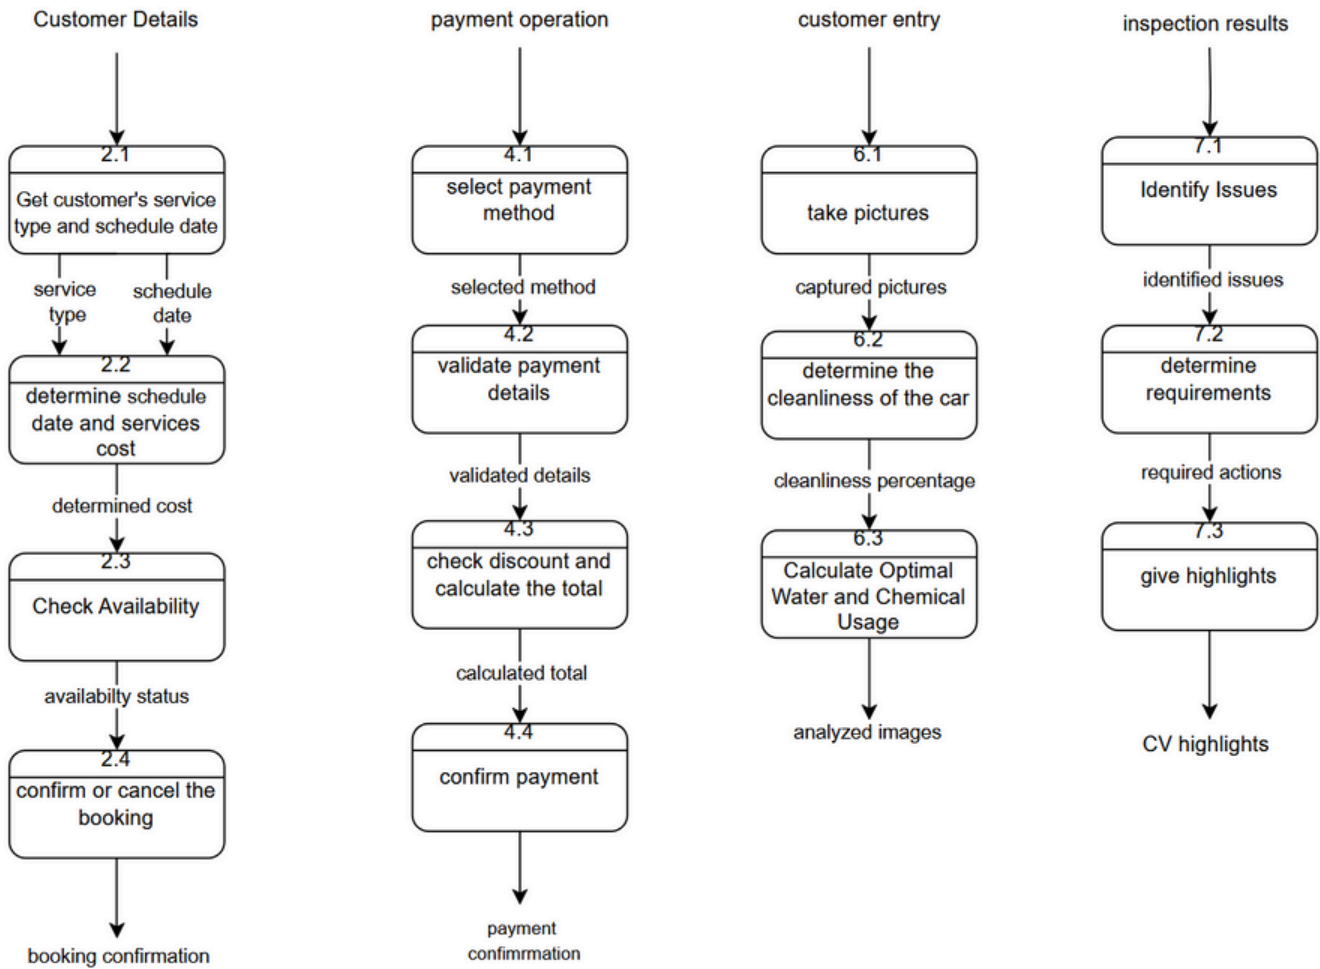 Customer Details
2.1
Get customer's service
type and schedule date
service
type
schedule
date
2.2
determine schedule
date and services
cost
determined cost
2.3
Check Availability
availabilty status
2.4
confirm or cancel the
booking
booking confirmation
payment operation
4.1
select payment
method
selected method
4.2
validate payment
details
validated details
4.3
check discount and
calculate the total
calculated total
4.4
confirm payment
payment
confimrmation
customer entry
6.1
take pictures
captured pictures
6.2
determine the
cleanliness of the car
cleanliness percentage
6.3
Calculate Optimal
Water and Chemical
Usage
analyzed images
inspection results
7.1
Identify Issues
identified issues
7.2
determine
requirements
required actions
7.3
give highlights
CV highlights